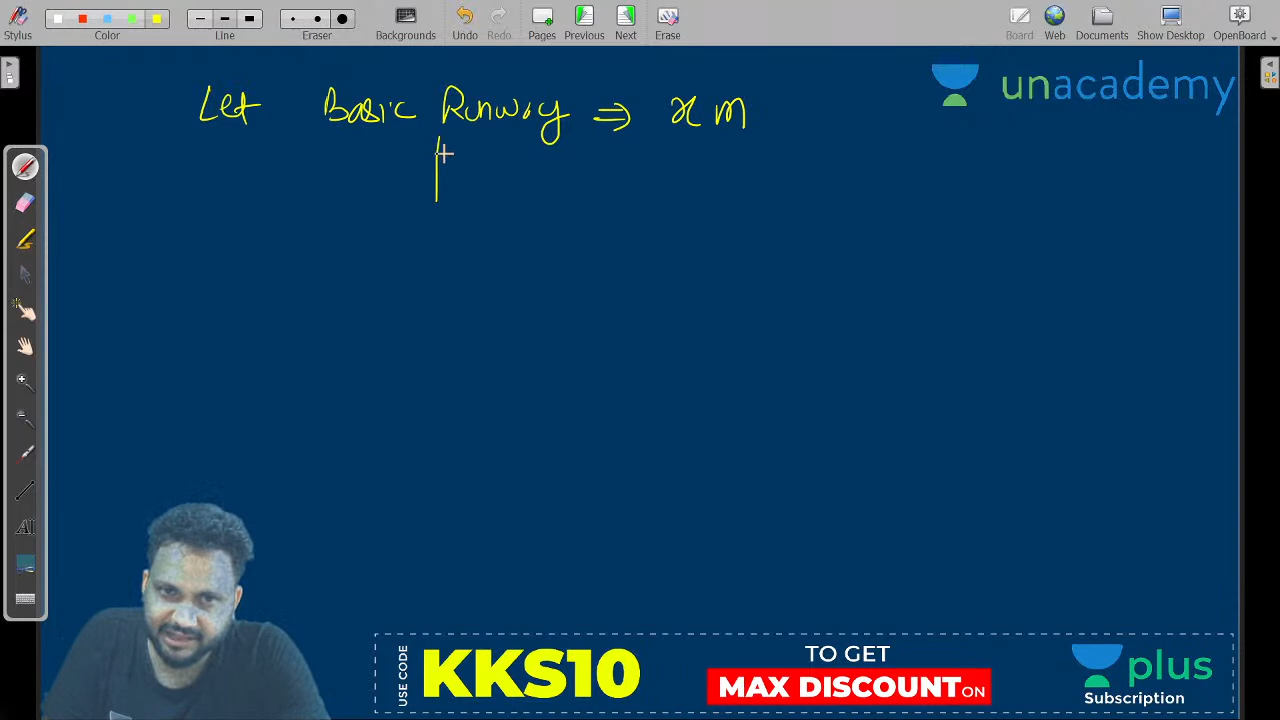 Stylus Color Line Eraser Backgrounds Undo Redo Pages Previous Next Erase Board Web Documents Show Desktop OpenBoard
unacademy
Let Basic Runway ⇒ x m
USE CODE KKS10
TO GET
MAX DISCOUNT ON
plus
Subscription